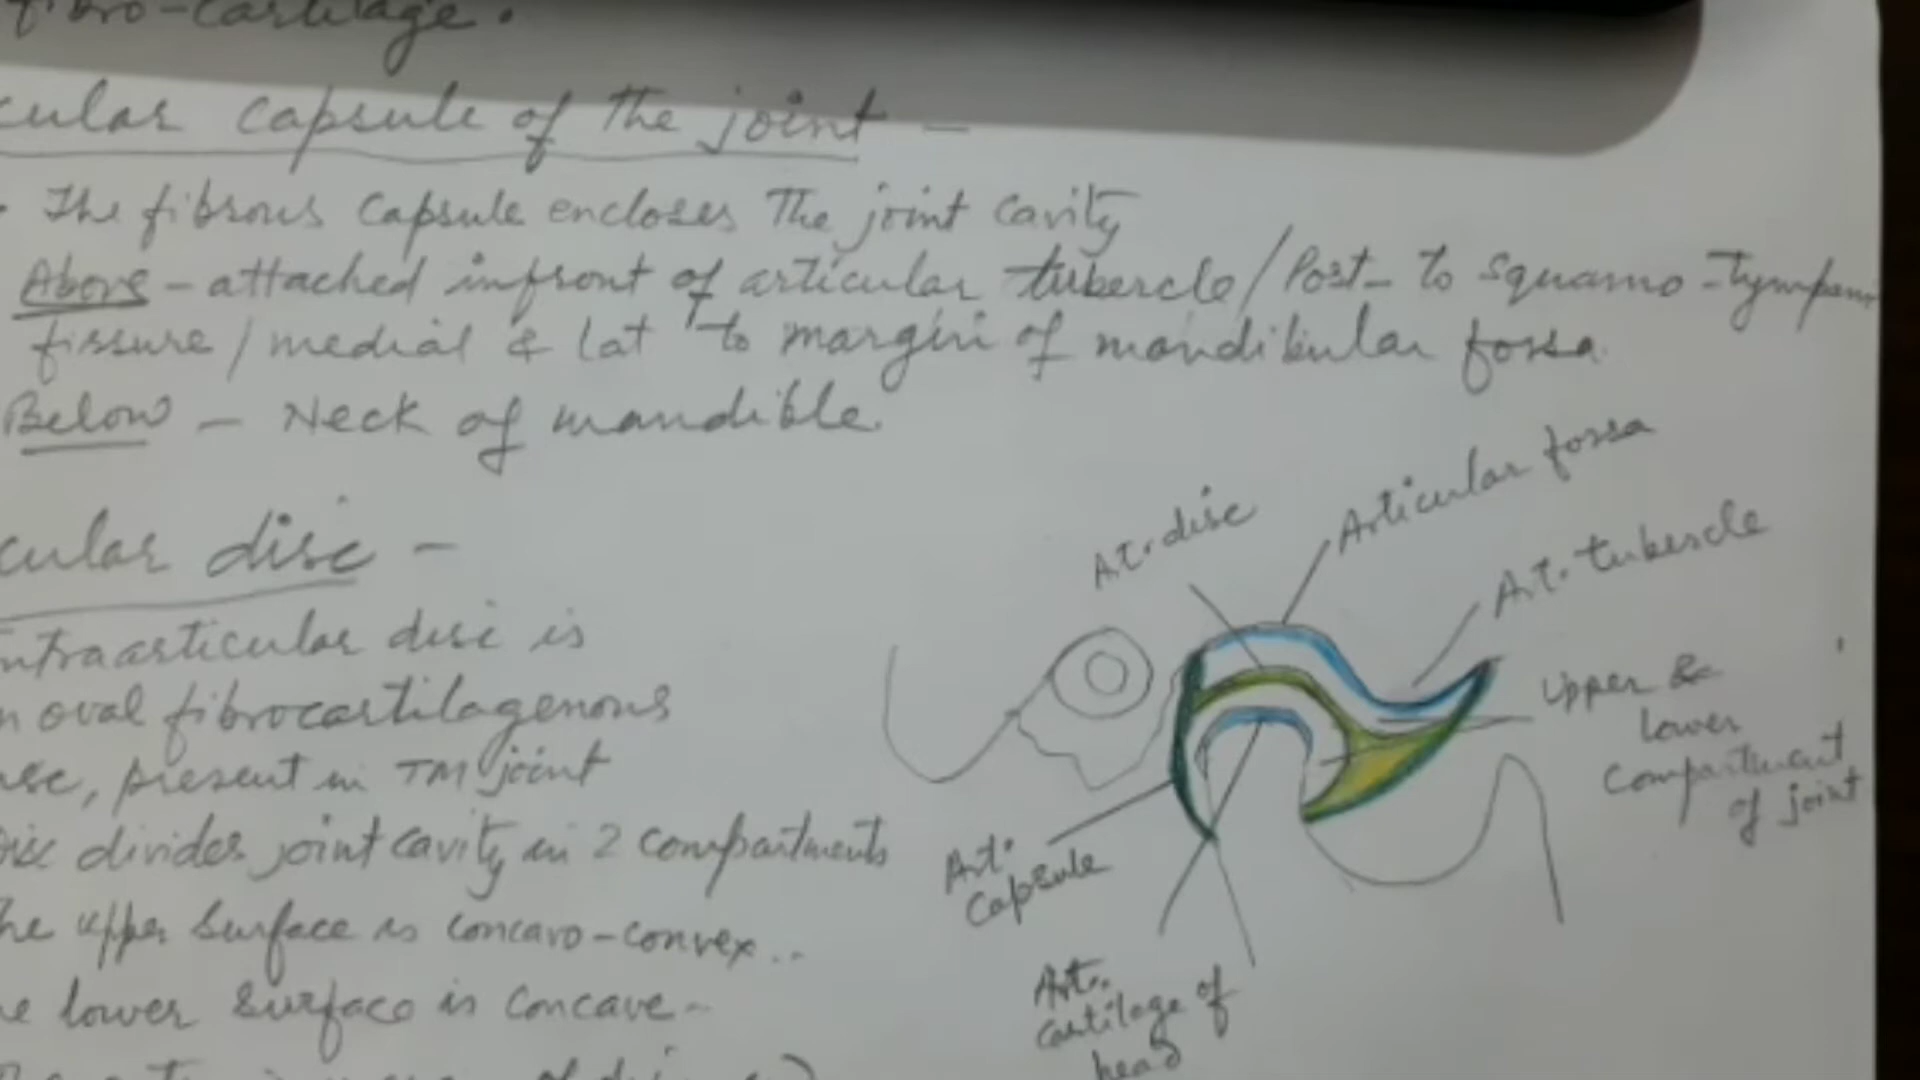 fibro-cartilage.
cular capsule of the joint -
. The fibrous capsule encloses The joint cavity
Above - attached infront of articular tubercle / Post- to squamo-Tympan
fissure / medial & lat to margin of mandibular fossa.
Below - Neck of mandible.
cular disc -
ntraarticular disc is
n oval fibrocartilagenous
isc, present in TM joint
Disc divides joint cavity in 2 compartments
he upper surface is concavo-convex..
e lower surface is concave-
Art. disc
Articular fossa
Art. tubercle
Upper &
lower
Compartment
of joint
Art.
Capsule
Art.
cartilage of
head